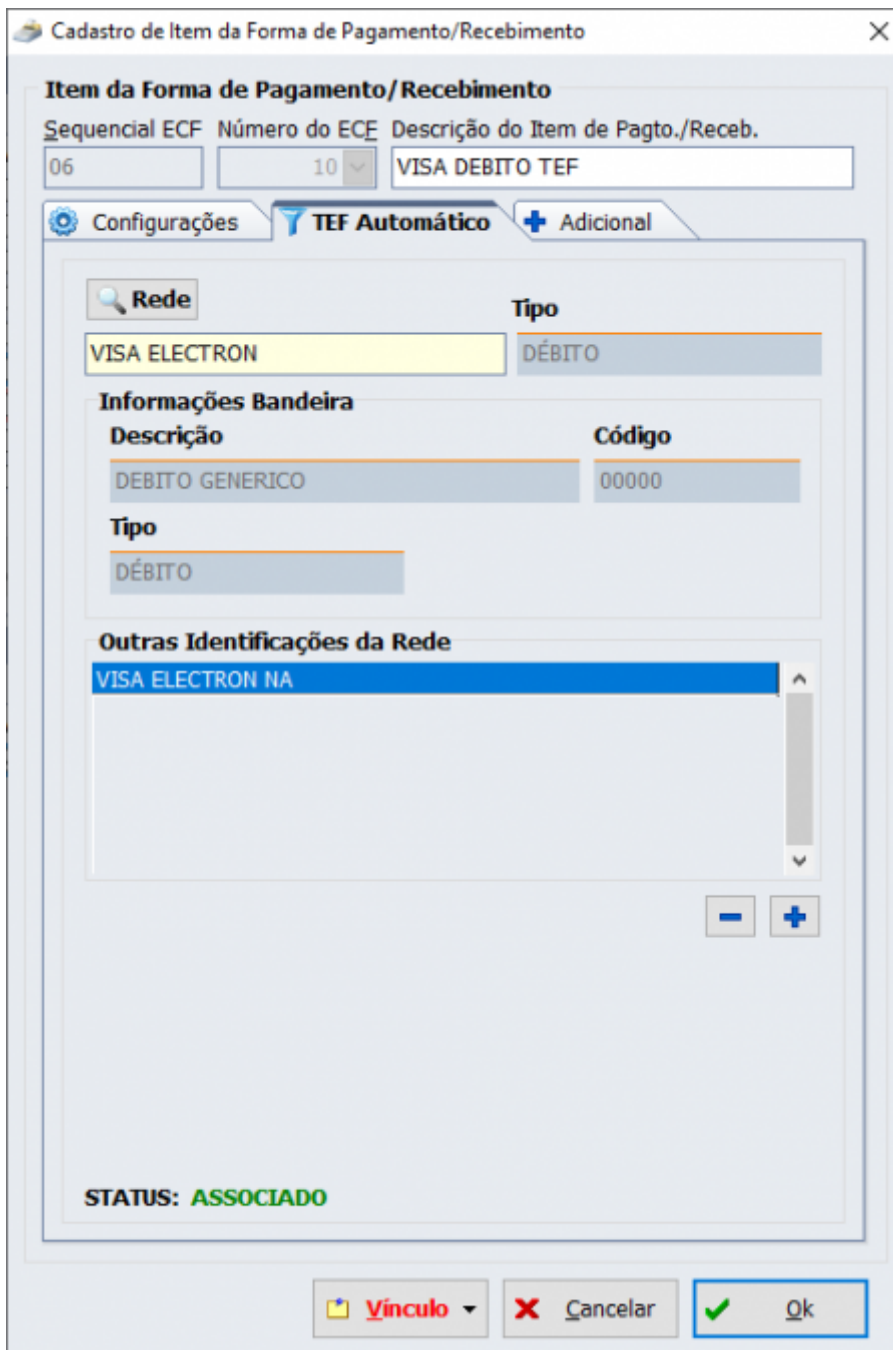 Cadastro de Item da Forma de Pagamento/Recebimento
Item da Forma de Pagamento/Recebimento
Sequencial ECF Número do ECF Descrição do Item de Pagto./Receb.
06 10 VISA DEBITO TEF
Configurações TEF Automático Adicional
Rede Tipo
VISA ELECTRON DÉBITO
Informações Bandeira
Descrição Código
DEBITO GENERICO 00000
Tipo
DÉBITO
Outras Identificações da Rede
VISA ELECTRON NA
STATUS: ASSOCIADO
Vínculo Cancelar Ok